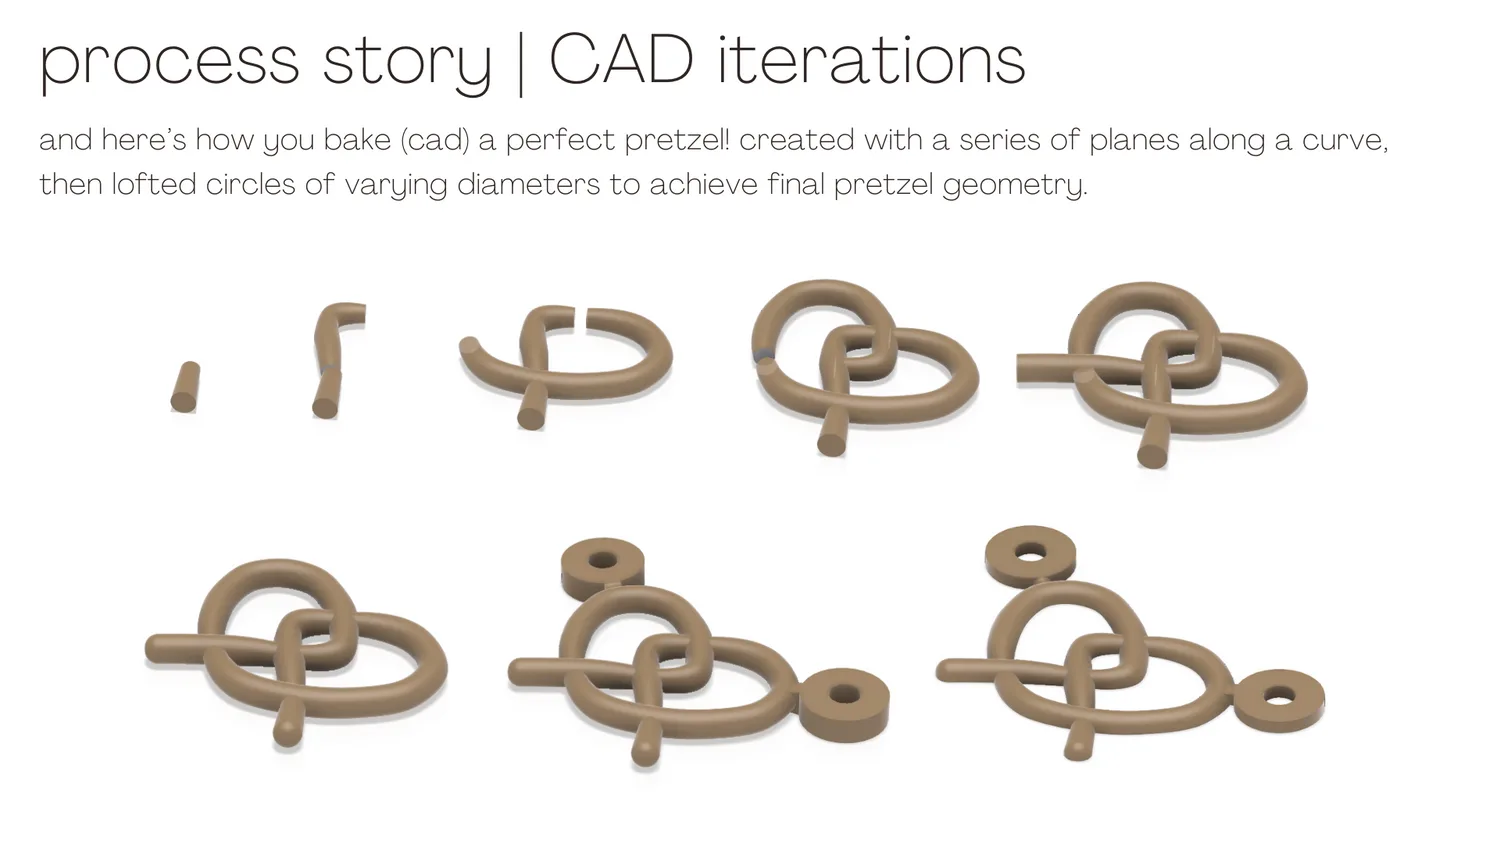 process story | CAD iterations
and here’s how you bake (cad) a perfect pretzel! created with a series of planes along a curve,
then lofted circles of varying diameters to achieve final pretzel geometry.